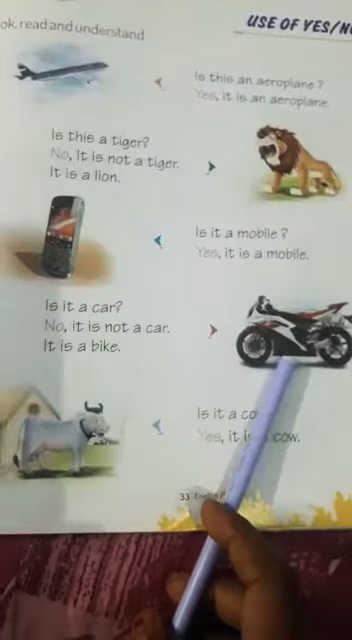 ok, read and understand
USE OF YES/N
Is this an aeroplane ?
Yes, it is an aeroplane.
Is this a tiger?
No, It is not a tiger.
It is a lion.
Is it a mobile ?
Yes, it is a mobile.
Is it a car?
No, it is not a car.
It is a bike.
Is it a co
Yes, it i cow.
33